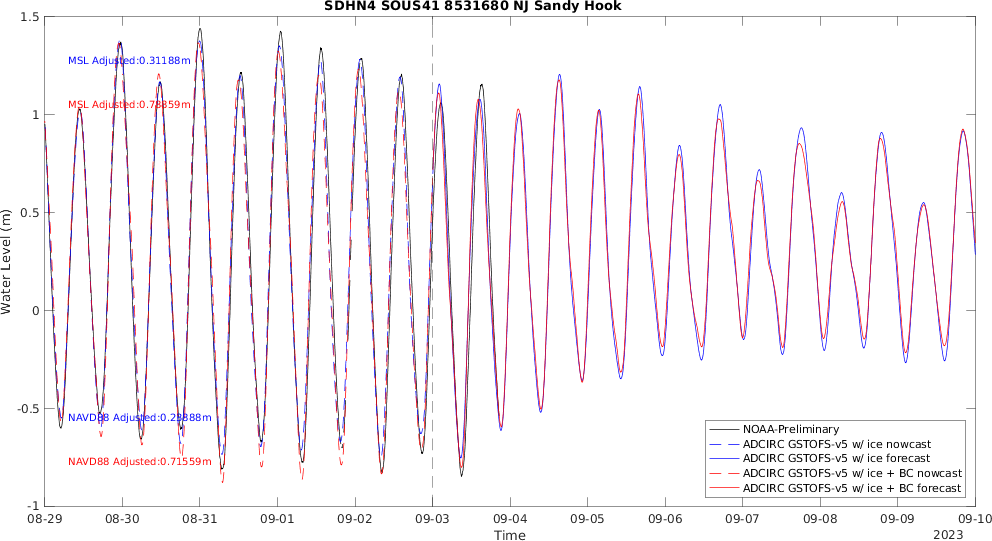 SDHN4 SOUS41 8531680 NJ Sandy Hook
1.5
1
0.5
0
-0.5
-1
Water Level (m)
MSL Adjusted:0.31188m
MSL Adjusted:0.78359m
NAVD88 Adjusted:0.23888m
NAVD88 Adjusted:0.71559m
NOAA-Preliminary
ADCIRC GSTOFS-v5 w/ ice nowcast
ADCIRC GSTOFS-v5 w/ ice forecast
ADCIRC GSTOFS-v5 w/ ice + BC nowcast
ADCIRC GSTOFS-v5 w/ ice + BC forecast
08-29 08-30 08-31 09-01 09-02 09-03 09-04 09-05 09-06 09-07 09-08 09-09 09-10
Time
2023